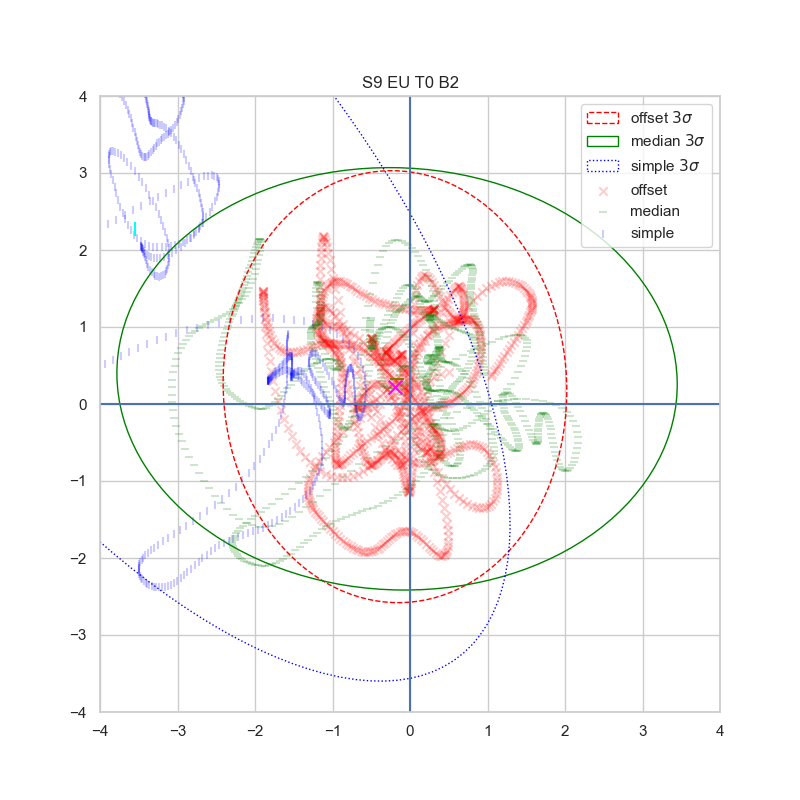 S9 EU T0 B2
offset 3σ
median 3σ
simple 3σ
offset
median
simple
4
3
2
1
0
−1
−2
−3
−4
−4 −3 −2 −1 0 1 2 3 4